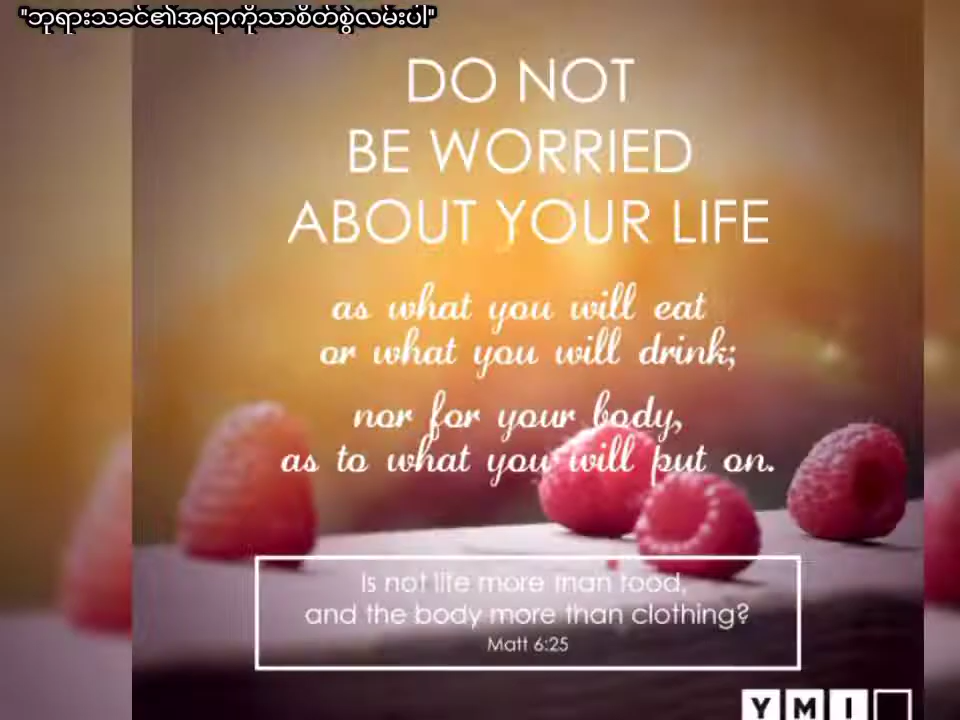 "ဘုရားသခင်၏အရာကိုသာစိတ်စွဲလမ်းပါ"
DO NOT
BE WORRIED
ABOUT YOUR LIFE
as what you will eat
or what you will drink;
nor for your body,
as to what you will put on.
Is not life more than food,
and the body more than clothing?
Matt 6:25
YMI